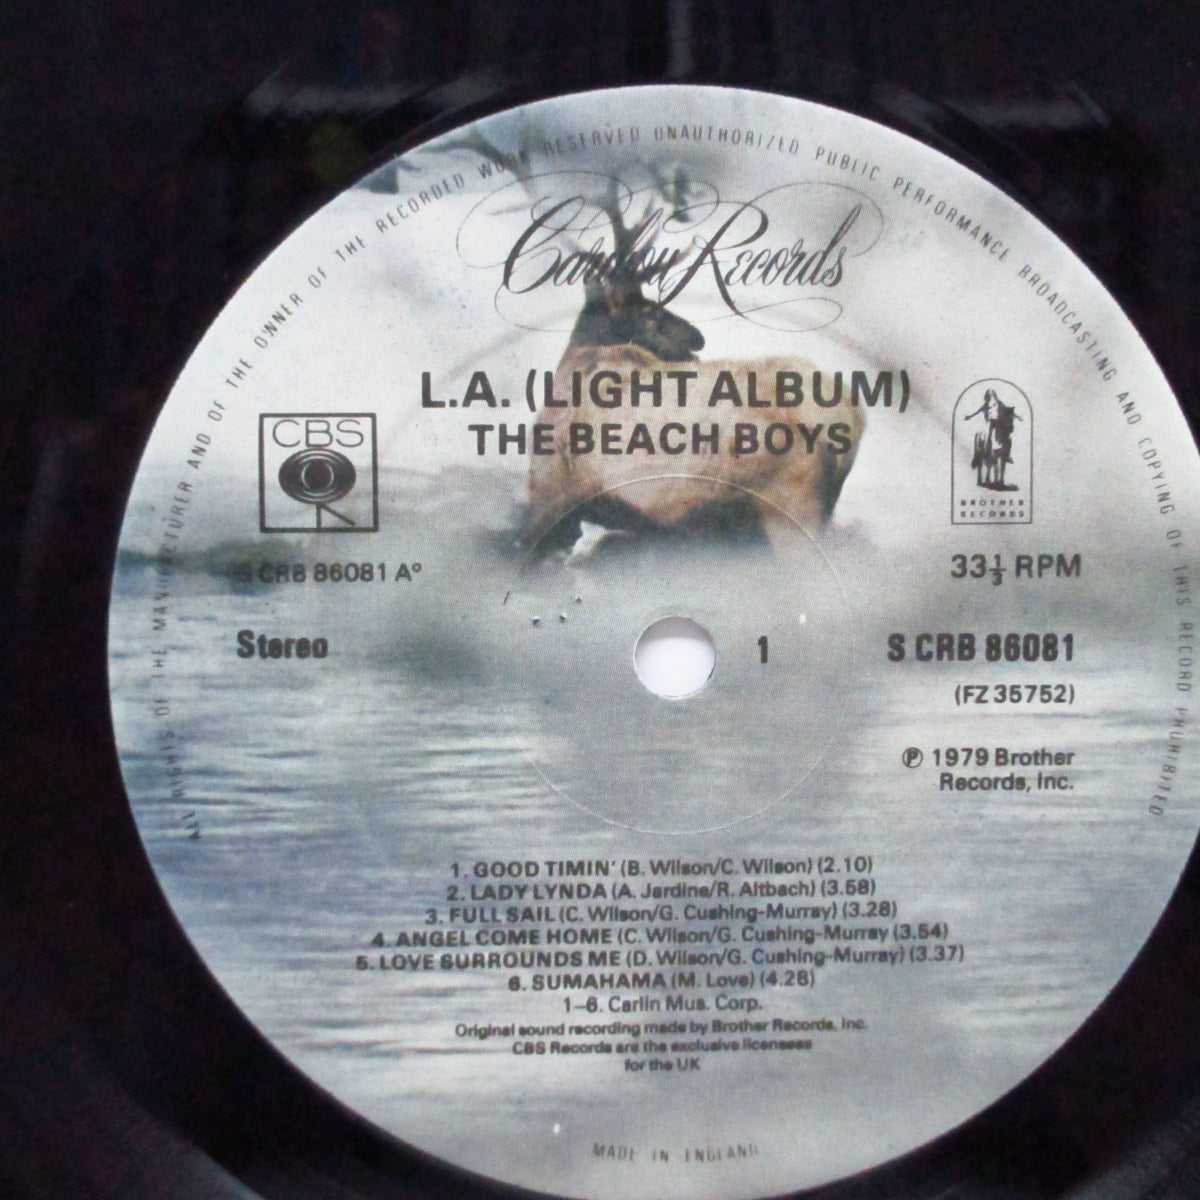 ALL RIGHTS OF THE MANUFACTURER AND OF THE OWNER OF THE RECORDED WORK RESERVED UNAUTHORIZED PUBLIC PERFORMANCE BROADCASTING AND COPYING OF THIS RECORD PROHIBITED
Caribou Records
L.A. (LIGHT ALBUM)
THE BEACH BOYS
CBS
BROTHER
RECORDS
S CRB 86081 A°
33⅓ RPM
Stereo
1
S CRB 86081
(FZ 35752)
℗ 1979 Brother
Records, Inc.
1. GOOD TIMIN' (B. Wilson/C. Wilson) (2.10)
2. LADY LYNDA (A. Jardine/R. Altbach) (3.58)
3. FULL SAIL (C. Wilson/G. Cushing-Murray) (3.28)
4. ANGEL COME HOME (C. Wilson/G. Cushing-Murray (3.54)
5. LOVE SURROUNDS ME (D. Wilson/G. Cushing-Murray) (3.37)
6. SUMAHAMA (M. Love) (4.28)
1–6. Carlin Mus. Corp.
Original sound recording made by Brother Records, Inc.
CBS Records are the exclusive licensees
for the UK
MADE IN ENGLAND